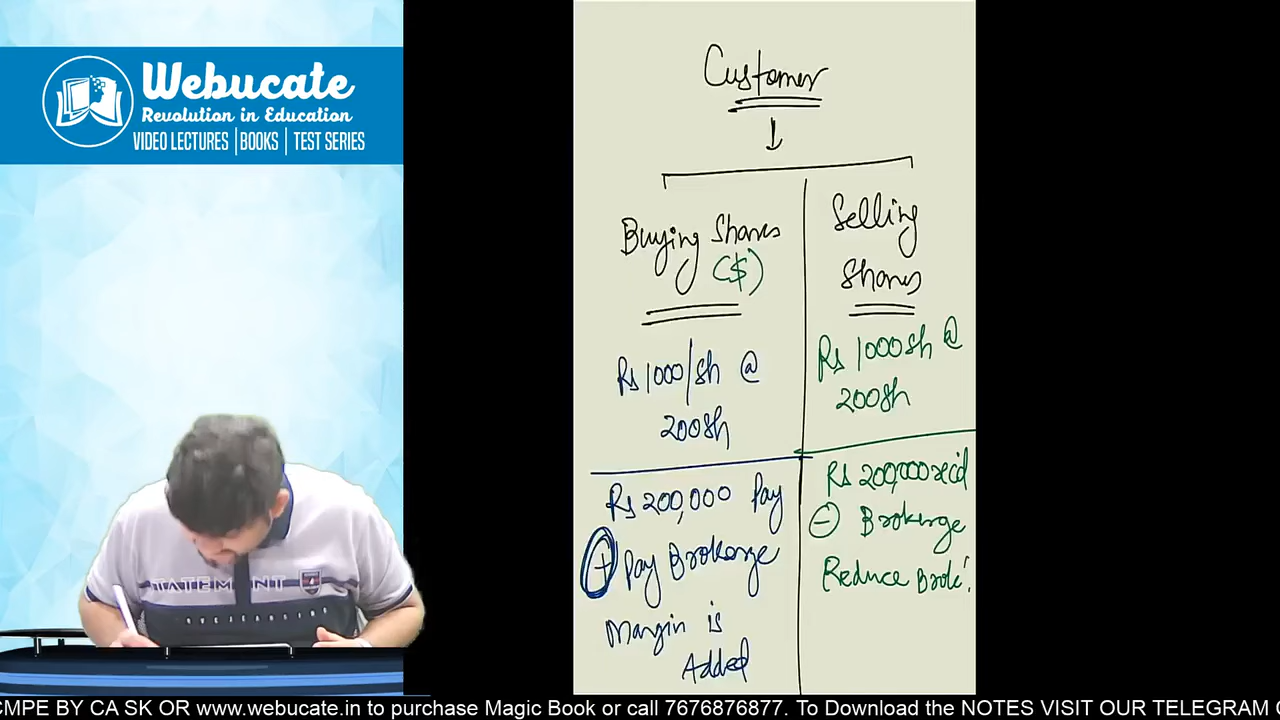 Webucate
Revolution in Education
VIDEO LECTURES | BOOKS | TEST SERIES
Customer
Buying Shares
($)
Rs 1000/Sh @
200Sh
Rs 200,000 Pay
+ Pay Brokerage
Margin is
Added
Selling
Shares
Rs 1000Sh @
200Sh
Rs 200,000 recd
- Brokerge
Reduce Brok'
TATEMENT
CMPE BY CA SK OR www.webucate.in to purchase Magic Book or call 7676876877. To Download the NOTES VISIT OUR TELEGRAM C